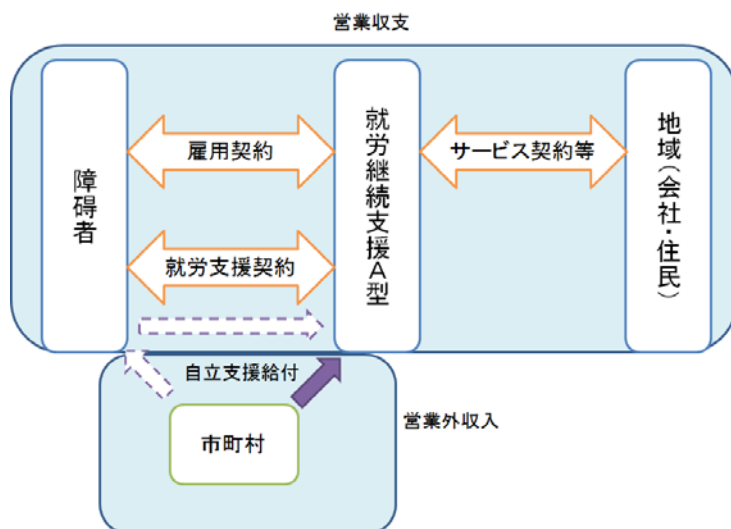 営業収支
障碍者
雇用契約
就労継続支援A型
サービス契約等
地域(会社・住民)
就労支援契約
自立支援給付
市町村
営業外収入